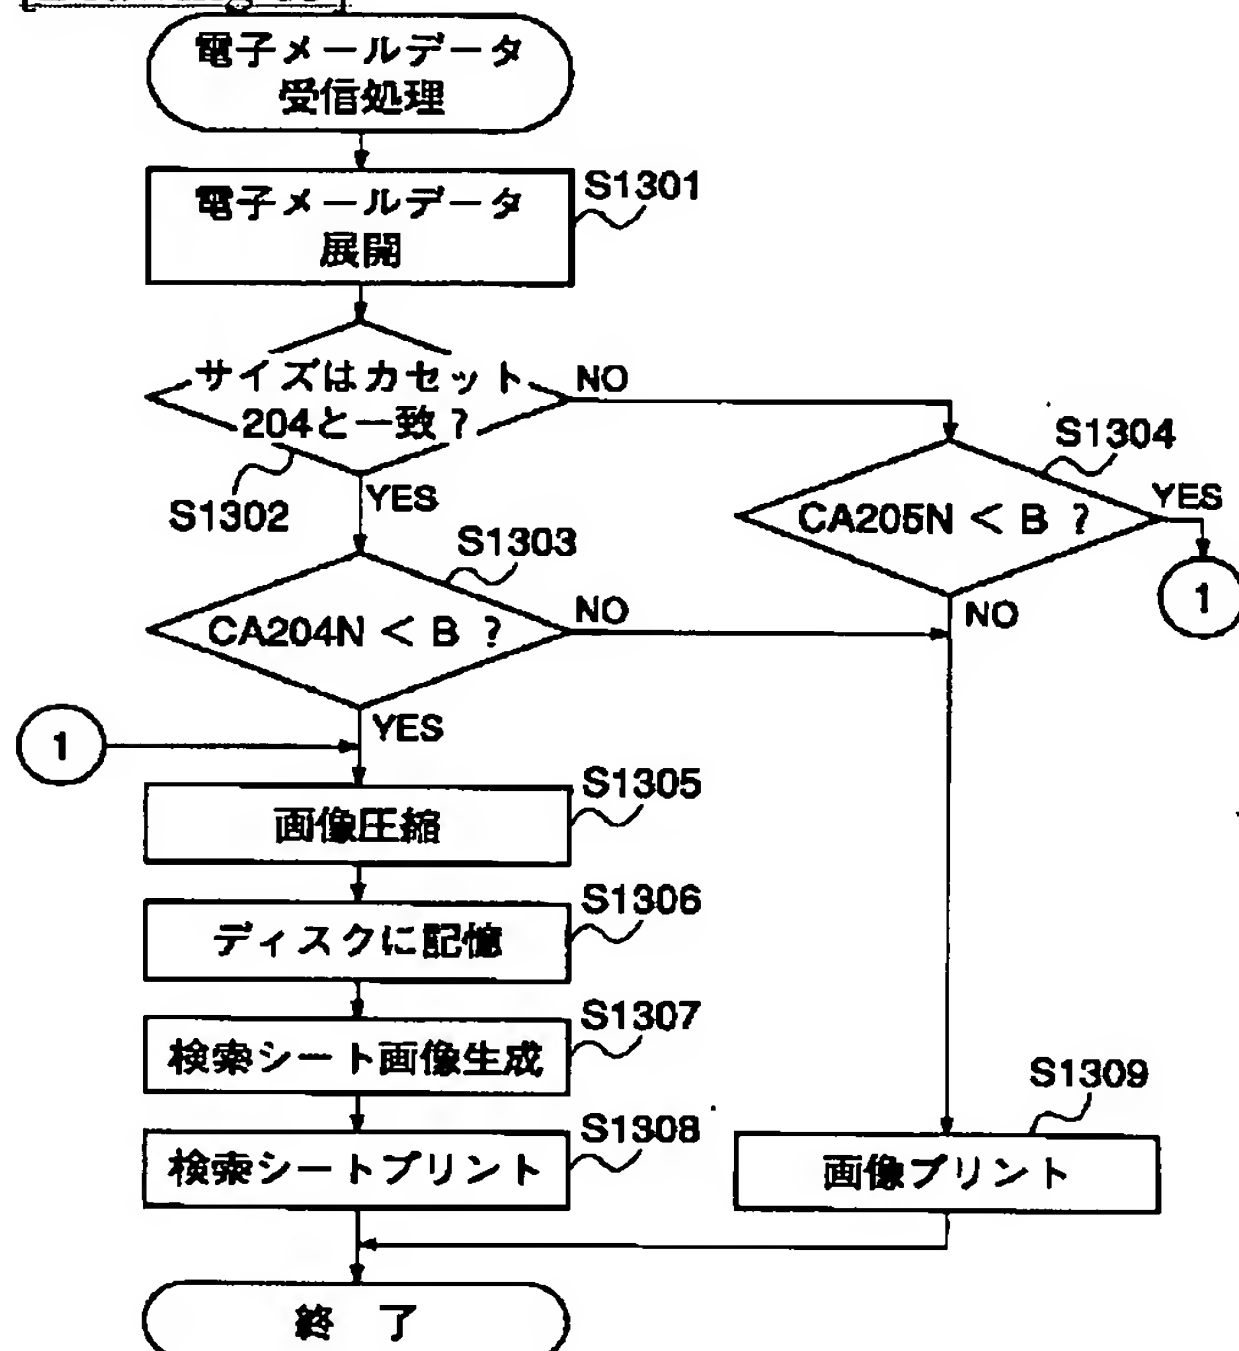 電子メールデータ
受信処理
電子メールデータ
展開
S1301
サイズはカセット
204と一致？
NO
S1302
YES
S1304
CA205N < B ?
YES
1
S1303
CA204N < B ?
NO
NO
1
YES
S1305
画像圧縮
S1306
ディスクに記憶
S1307
検索シート画像生成
S1308
検索シートプリント
S1309
画像プリント
終 了